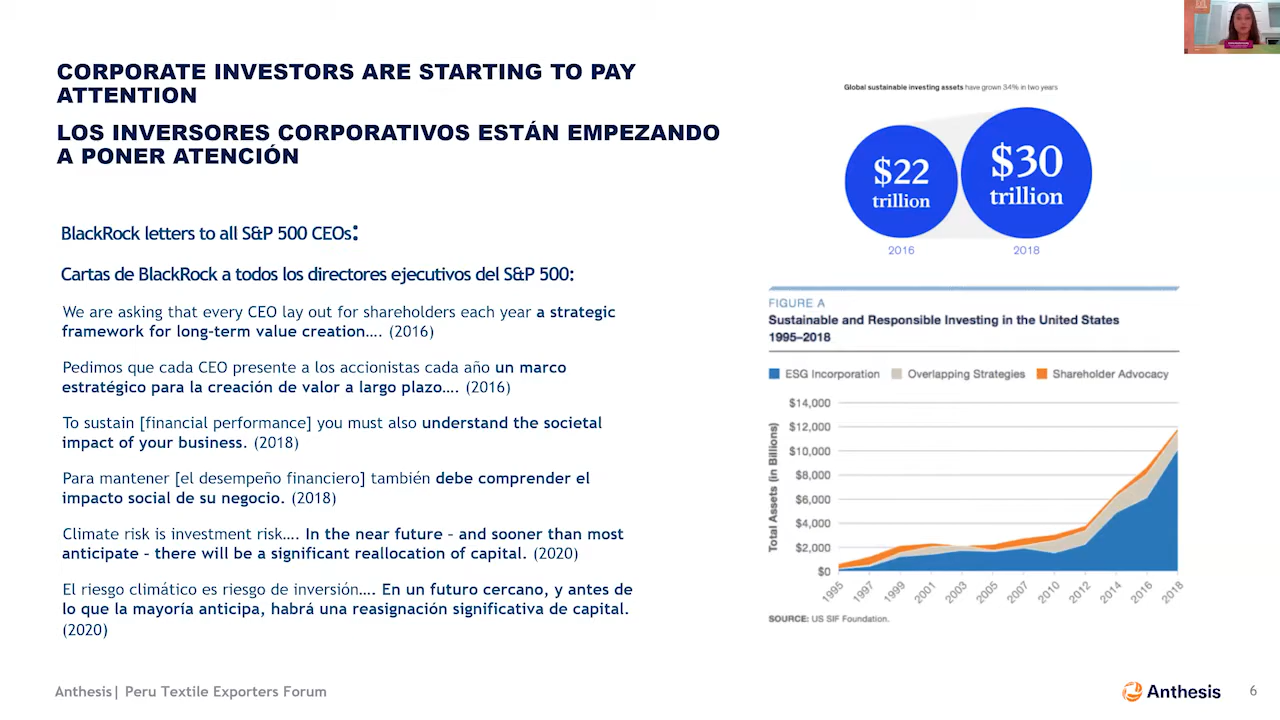 CORPORATE INVESTORS ARE STARTING TO PAY
ATTENTION
LOS INVERSORES CORPORATIVOS ESTÁN EMPEZANDO
A PONER ATENCIÓN
BlackRock letters to all S&P 500 CEOs:
Cartas de BlackRock a todos los directores ejecutivos del S&P 500:
We are asking that every CEO lay out for shareholders each year a strategic
framework for long-term value creation…. (2016)
Pedimos que cada CEO presente a los accionistas cada año un marco
estratégico para la creación de valor a largo plazo…. (2016)
To sustain [financial performance] you must also understand the societal
impact of your business. (2018)
Para mantener [el desempeño financiero] también debe comprender el
impacto social de su negocio. (2018)
Climate risk is investment risk…. In the near future – and sooner than most
anticipate – there will be a significant reallocation of capital. (2020)
El riesgo climático es riesgo de inversión…. En un futuro cercano, y antes de
lo que la mayoría anticipa, habrá una reasignación significativa de capital.
(2020)
Global sustainable investing assets have grown 34% in two years
$22 trillion
$30 trillion
2016
2018
FIGURE A
Sustainable and Responsible Investing in the United States
1995–2018
ESG Incorporation
Overlapping Strategies
Shareholder Advocacy
Total Assets (in Billions)
$14,000
$12,000
$10,000
$8,000
$6,000
$4,000
$2,000
$0
1995
1997
1999
2001
2003
2005
2007
2010
2012
2014
2016
2018
SOURCE: US SIF Foundation.
Anthesis| Peru Textile Exporters Forum
Anthesis
6